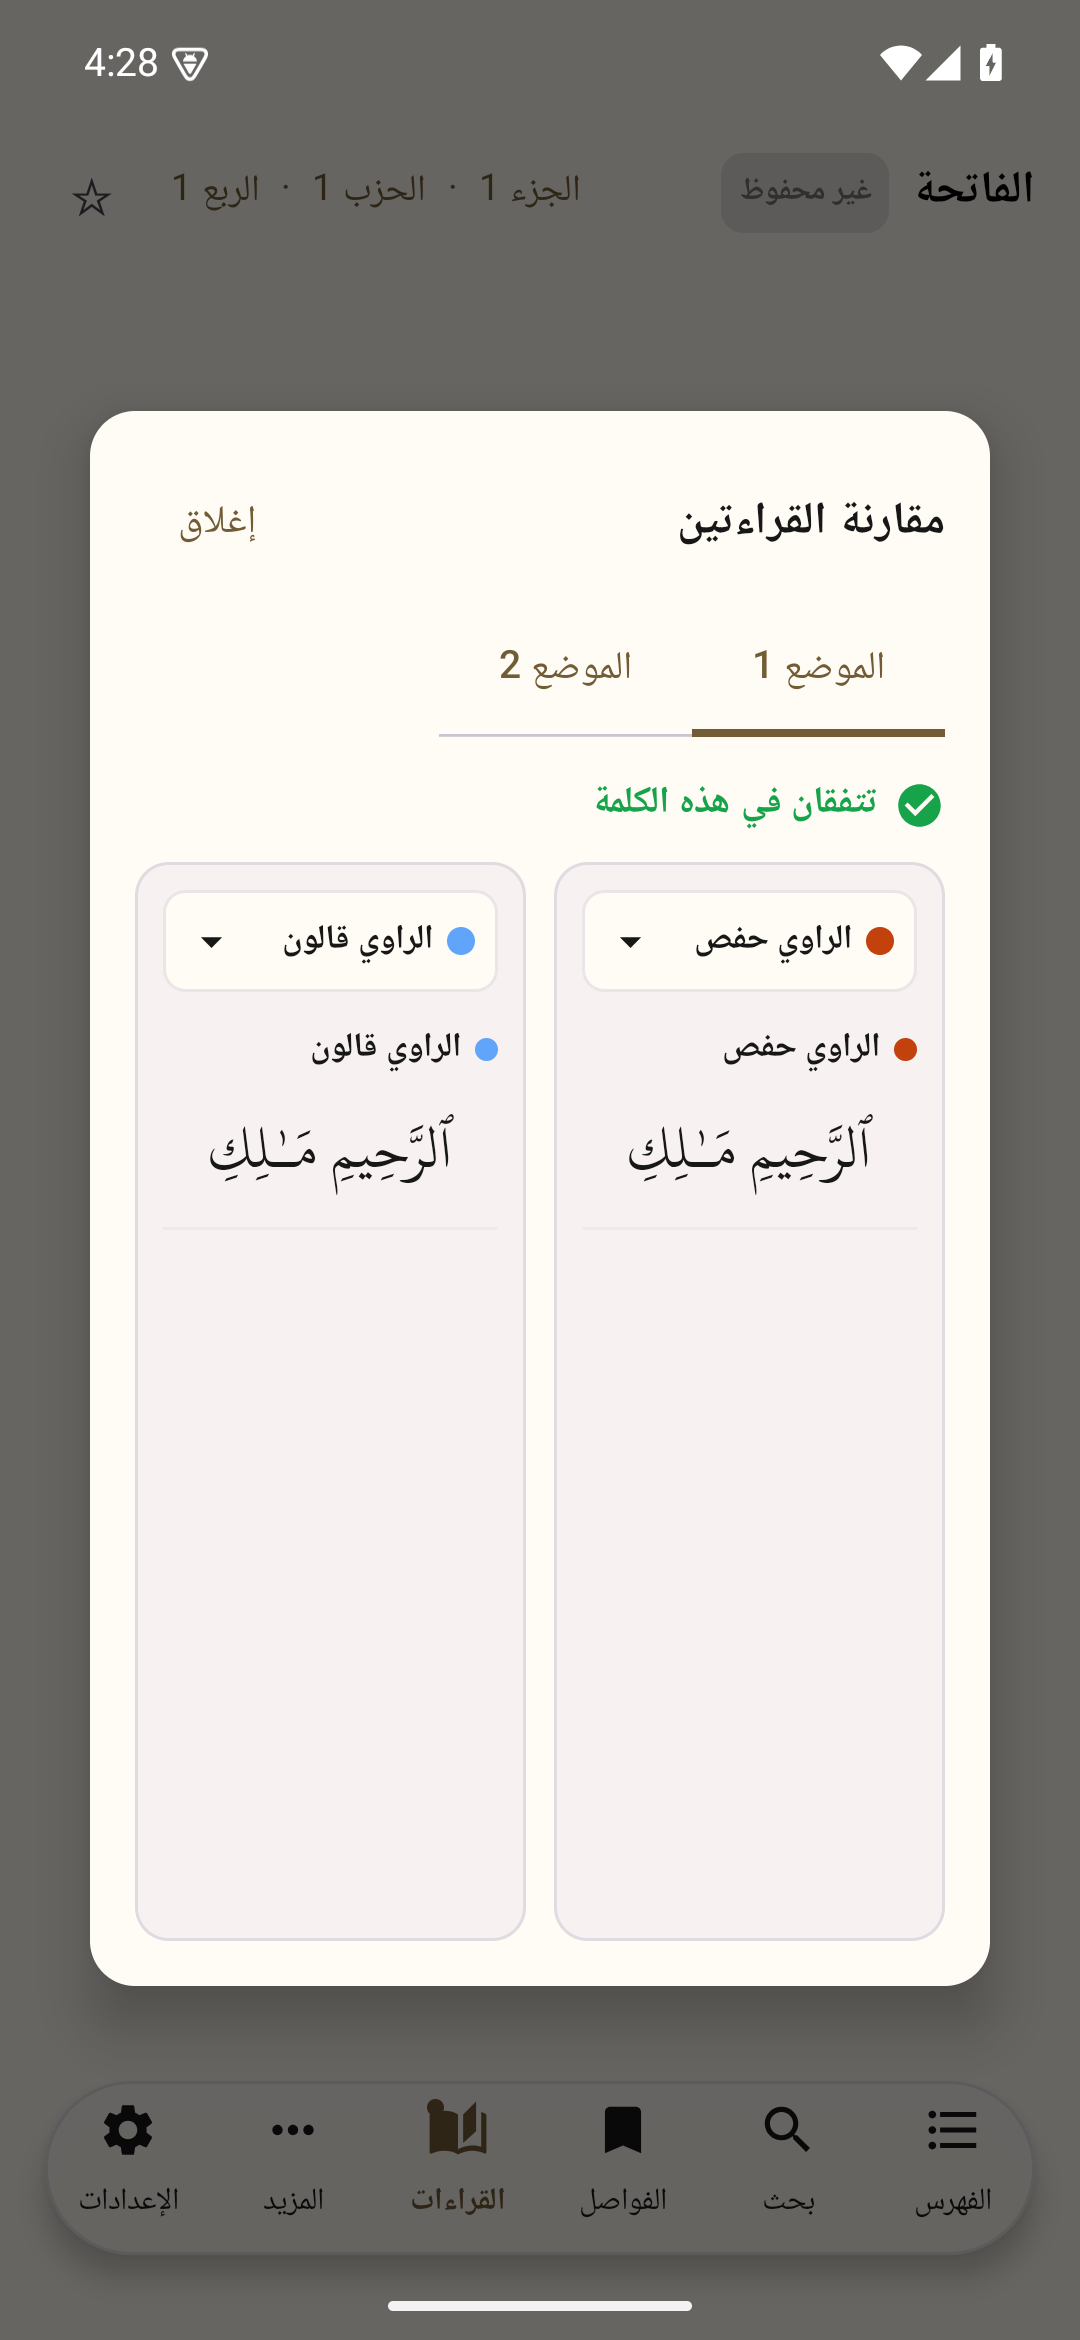 4:28
الفاتحة غير محفوظ الجزء 1 · الحزب 1 · الربع 1
مقارنة القراءتين إغلاق
الموضع 1 الموضع 2
تتفقان في هذه الكلمة
الراوي حفص الراوي قالون
الراوي حفص الراوي قالون
ٱلرَّحِيمِ مَـٰلِكِ ٱلرَّحِيمِ مَـٰلِكِ
الفهرس بحث الفواصل القراءات المزيد الإعدادات